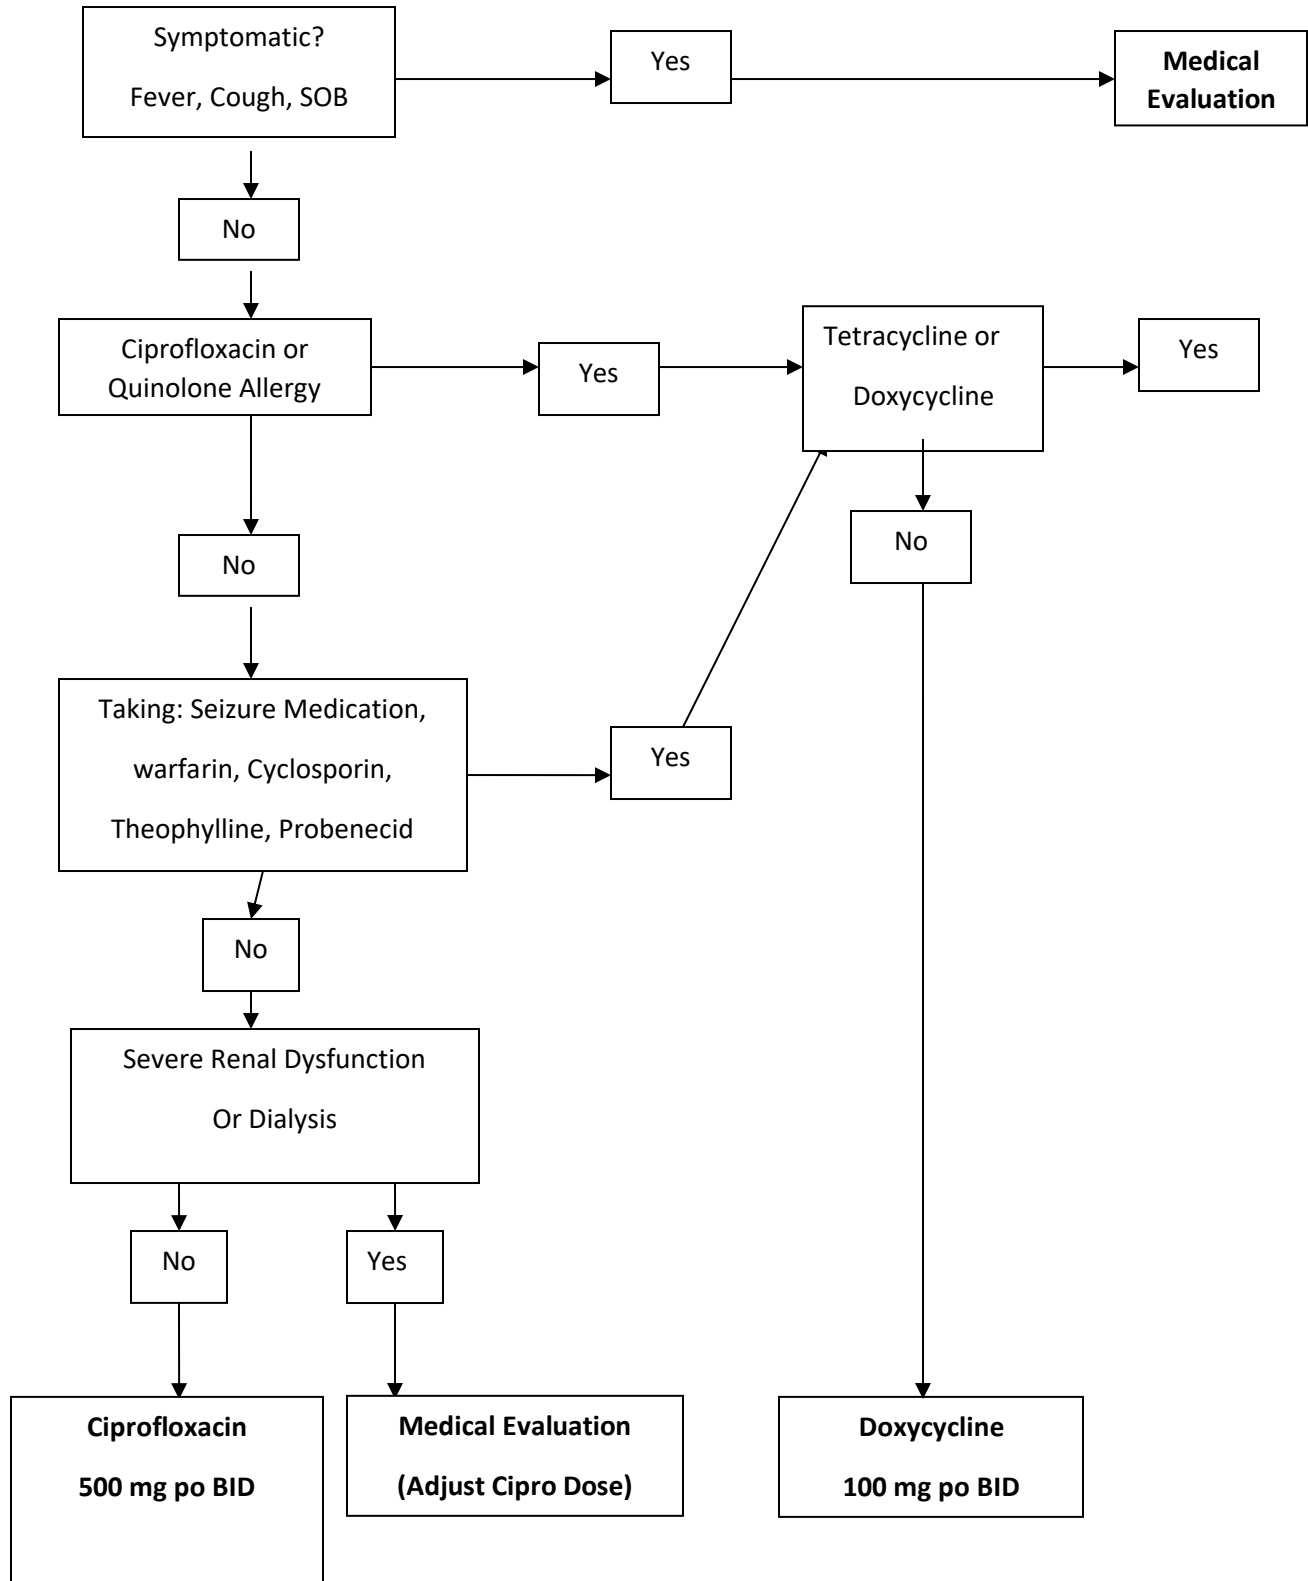 Symptomatic?
Fever, Cough, SOB
Yes
Medical
Evaluation
No
Ciprofloxacin or
Quinolone Allergy
Yes
Tetracycline or
Doxycycline
Yes
No
No
Taking: Seizure Medication,
warfarin, Cyclosporin,
Theophylline, Probenecid
Yes
No
Severe Renal Dysfunction
Or Dialysis
No
Yes
Ciprofloxacin
500 mg po BID
Medical Evaluation
(Adjust Cipro Dose)
Doxycycline
100 mg po BID